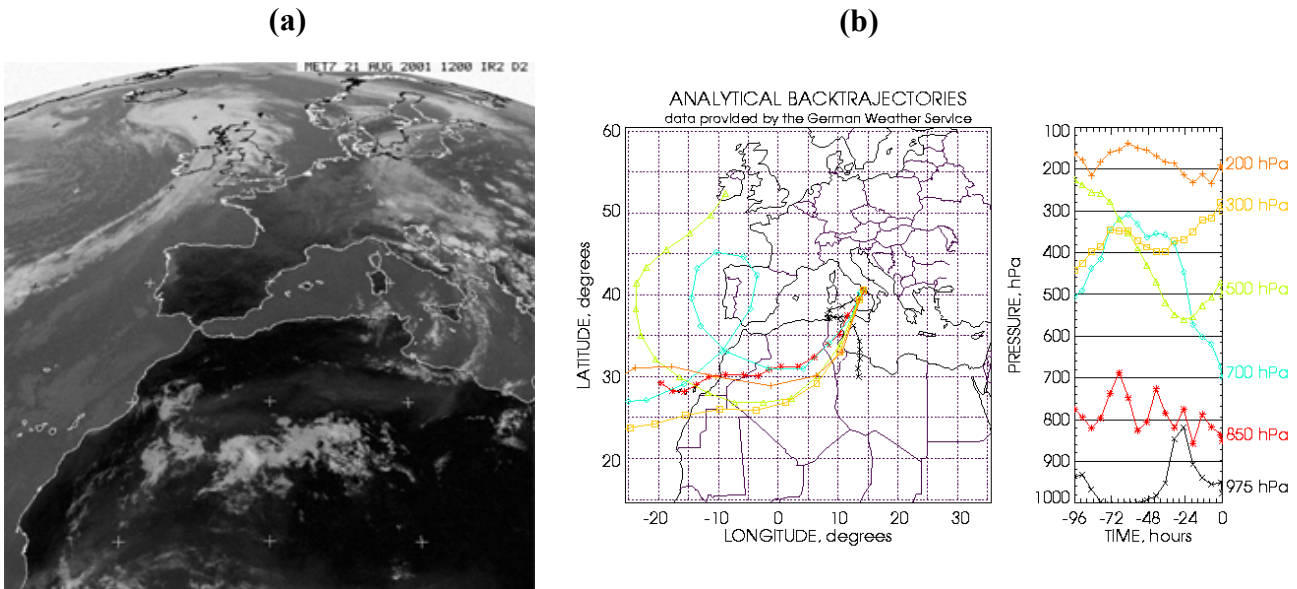 (a)
(b)
MET7 21 AUG 2001 1200 IR2 D2
ANALYTICAL BACKTRAJECTORIES
data provided by the German Weather Service
60
50
40
30
20
LATITUDE, degrees
-20 -10 0 10 20 30
LONGITUDE, degrees
100
200
300
400
500
600
700
800
900
1000
PRESSURE, hPa
-96 -72 -48 -24 0
TIME, hours
200 hPa
300 hPa
500 hPa
700 hPa
850 hPa
975 hPa